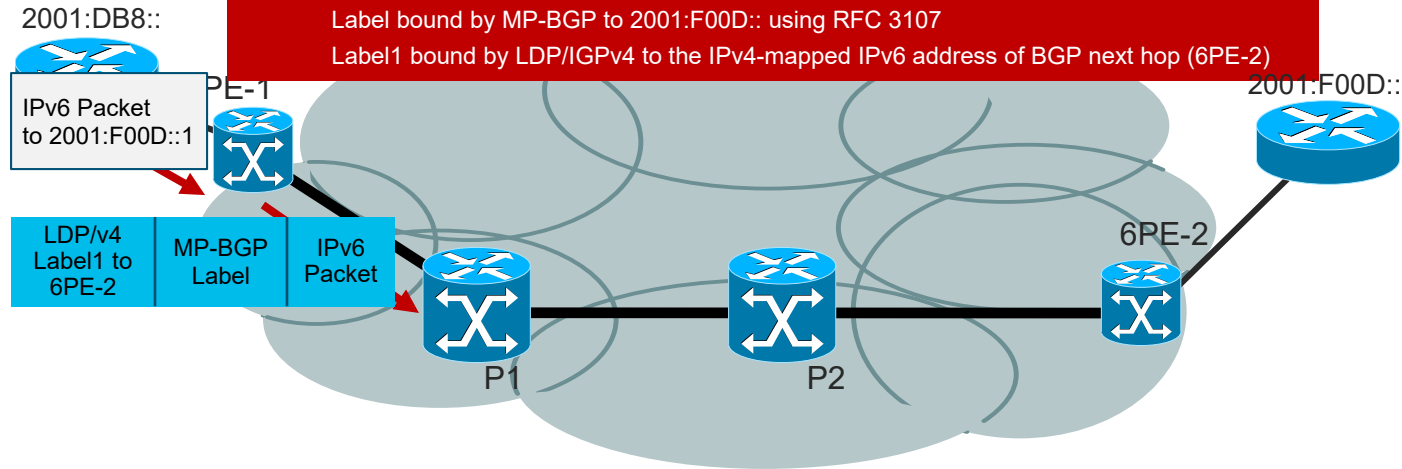 2001:DB8::
Label bound by MP-BGP to 2001:F00D:: using RFC 3107
Label1 bound by LDP/IGPv4 to the IPv4-mapped IPv6 address of BGP next hop (6PE-2)
2001:F00D::
PE-1
IPv6 Packet
to 2001:F00D::1
LDP/v4
Label1 to
6PE-2
MP-BGP
Label
IPv6
Packet
6PE-2
P1
P2